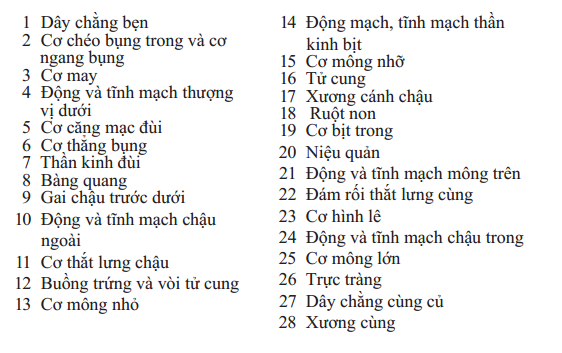 1 Dây chằng bẹn
2 Cơ chéo bụng trong và cơ
ngang bụng
3 Cơ may
4 Động và tĩnh mạch thượng
vị dưới
5 Cơ căng mạc đùi
6 Cơ thẳng bụng
7 Thần kinh đùi
8 Bàng quang
9 Gai chậu trước dưới
10 Động và tĩnh mạch chậu
ngoài
11 Cơ thắt lưng chậu
12 Buồng trứng và vòi tử cung
13 Cơ mông nhỏ
14 Động mạch, tĩnh mạch thần
kinh bịt
15 Cơ mông nhỡ
16 Tử cung
17 Xương cánh chậu
18 Ruột non
19 Cơ bịt trong
20 Niệu quản
21 Động và tĩnh mạch mông trên
22 Đám rối thắt lưng cùng
23 Cơ hình lê
24 Động và tĩnh mạch chậu trong
25 Cơ mông lớn
26 Trực tràng
27 Dây chằng cùng củ
28 Xương cùng